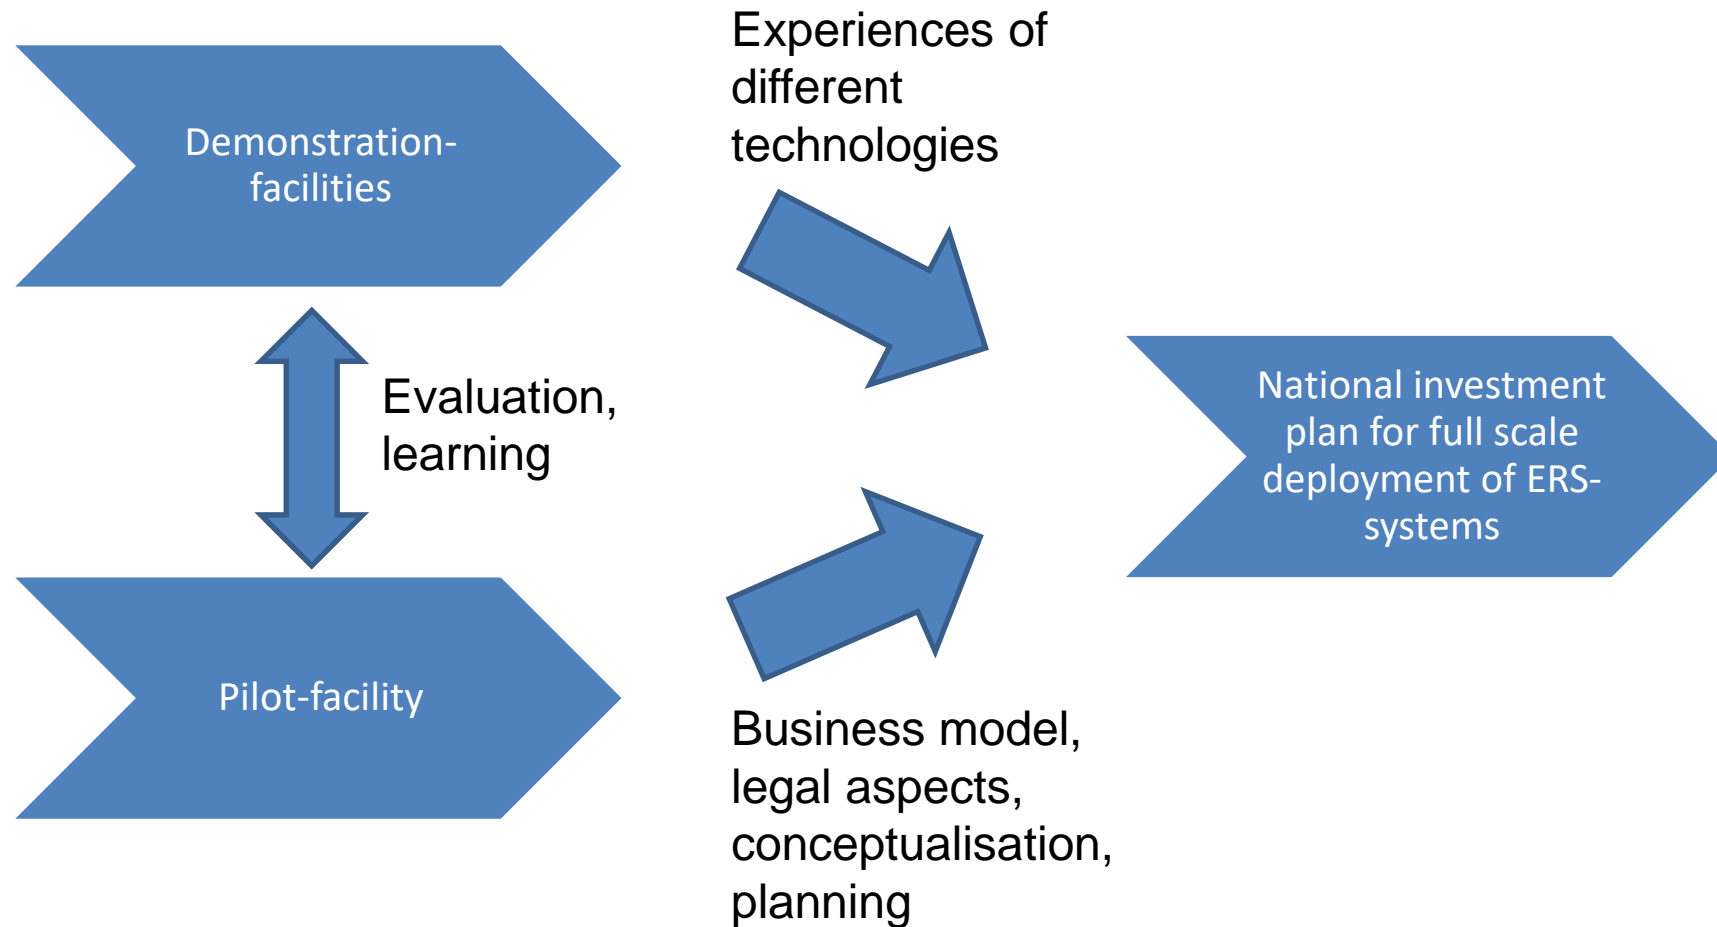 Experiences of
different
technologies
Demonstration-
facilities
Evaluation,
learning
National investment
plan for full scale
deployment of ERS-
systems
Pilot-facility
Business model,
legal aspects,
conceptualisation,
planning